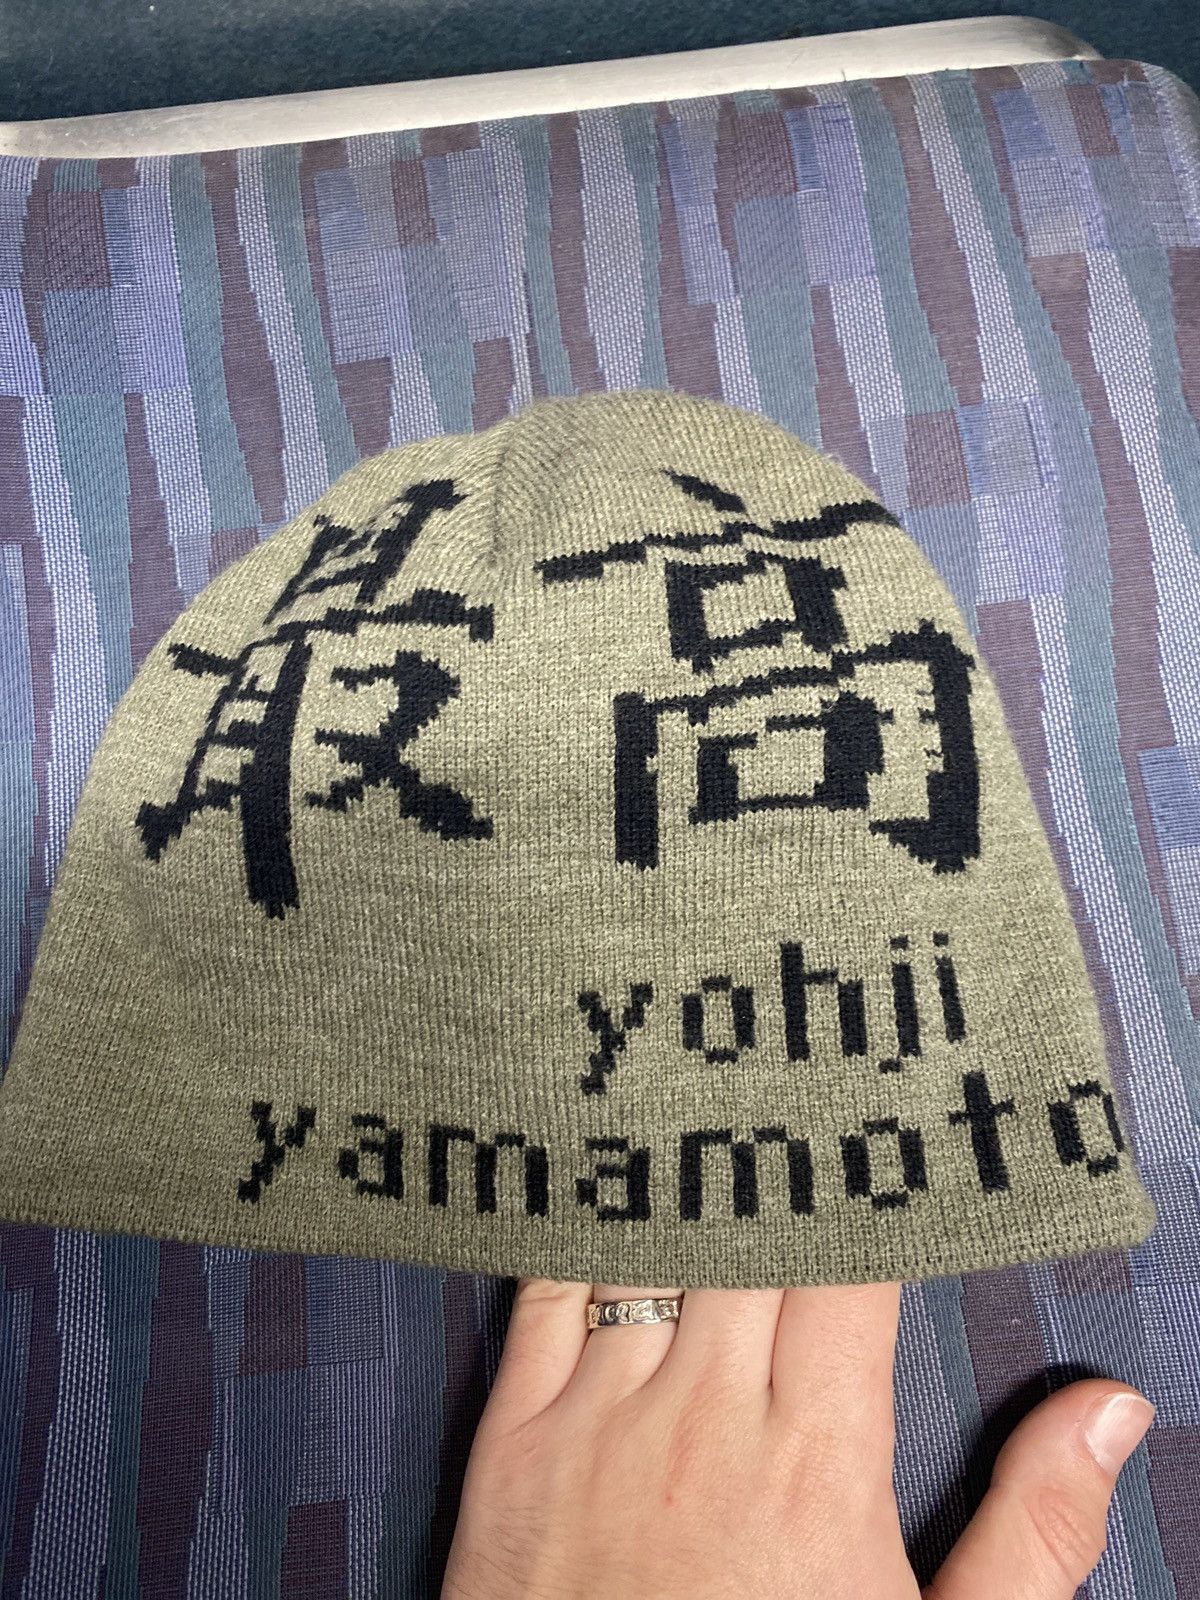 最高
yohji
yamamoto